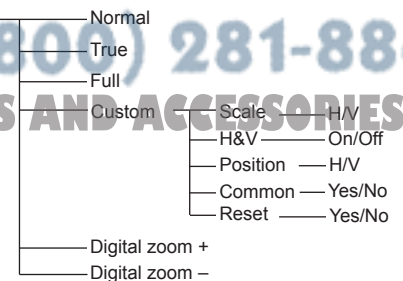 Normal
800) 281-88
True
Full
S AND ACCESSORIES
Custom Scale H/V
H&V On/Off
Position H/V
Common Yes/No
Reset Yes/No
Digital zoom +
Digital zoom –